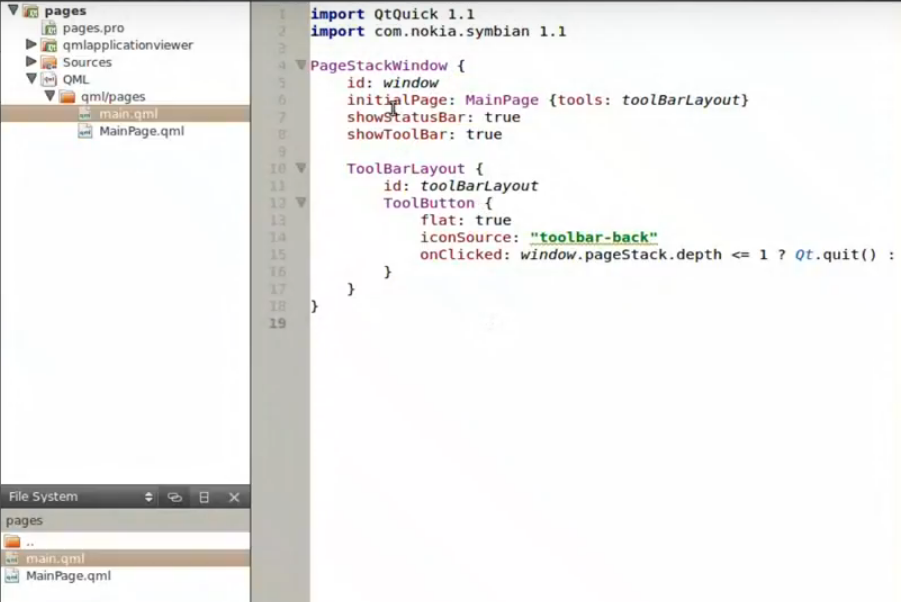 pages
pages.pro
qmlapplicationviewer
Sources
QML
qml/pages
main.qml
MainPage.qml
File System
pages
..
main.qml
MainPage.qml
1 import QtQuick 1.1
2 import com.nokia.symbian 1.1
3
4 PageStackWindow {
5 id: window
6 initialPage: MainPage {tools: toolBarLayout}
7 showStatusBar: true
8 showToolBar: true
9
10 ToolBarLayout {
11 id: toolBarLayout
12 ToolButton {
13 flat: true
14 iconSource: "toolbar-back"
15 onClicked: window.pageStack.depth <= 1 ? Qt.quit() :
16 }
17 }
18 }
19